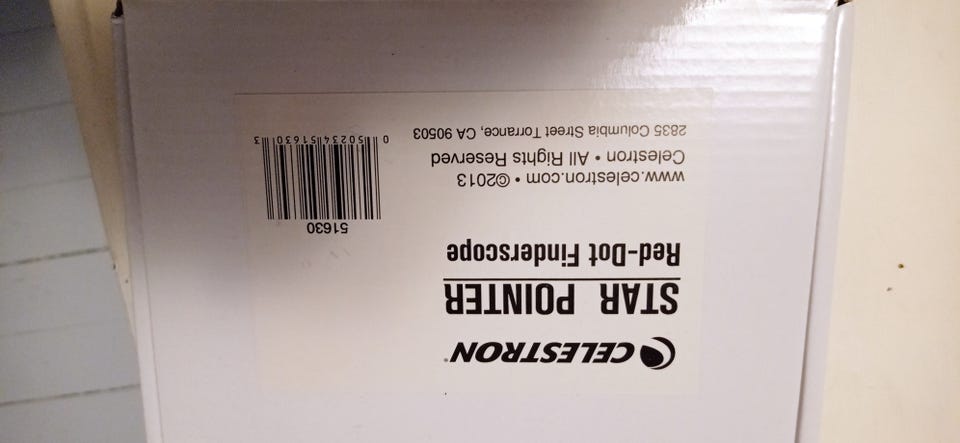 CELESTRON®
STAR POINTER
Red-Dot Finderscope
www.celestron.com • ©2013
Celestron • All Rights Reserved
2835 Columbia Street Torrance, CA 90503
51630
0 50234 51630 3